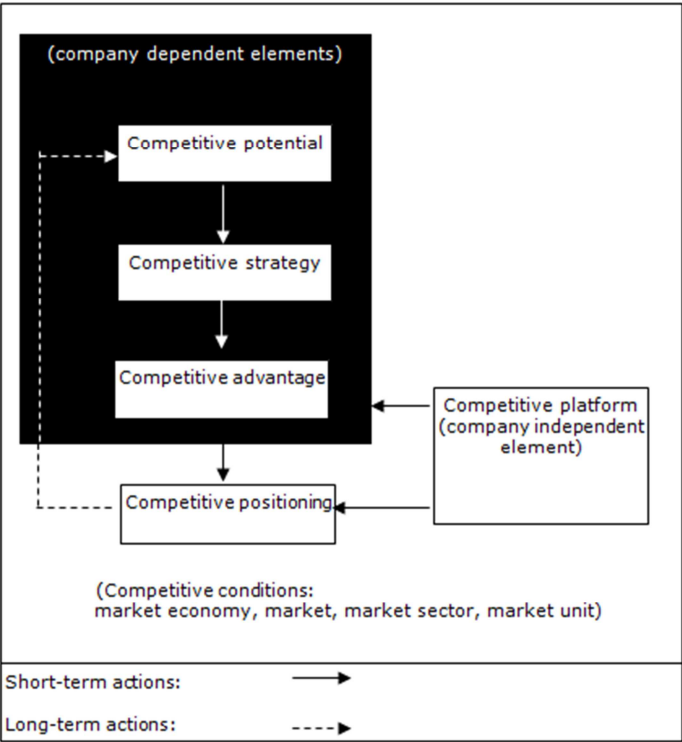 (company dependent elements)
Competitive potential
Competitive strategy
Competitive advantage
Competitive platform
(company independent
element)
Competitive positioning
(Competitive conditions:
market economy, market, market sector, market unit)
Short-term actions:
Long-term actions: